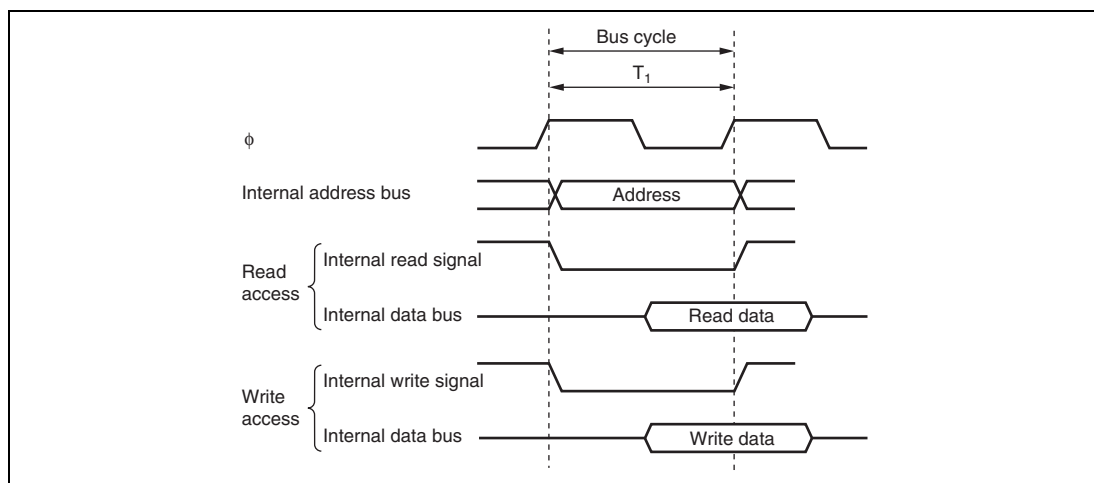 Bus cycle
T₁
ϕ
Internal address bus
Address
Read
access
Internal read signal
Internal data bus
Read data
Write
access
Internal write signal
Internal data bus
Write data